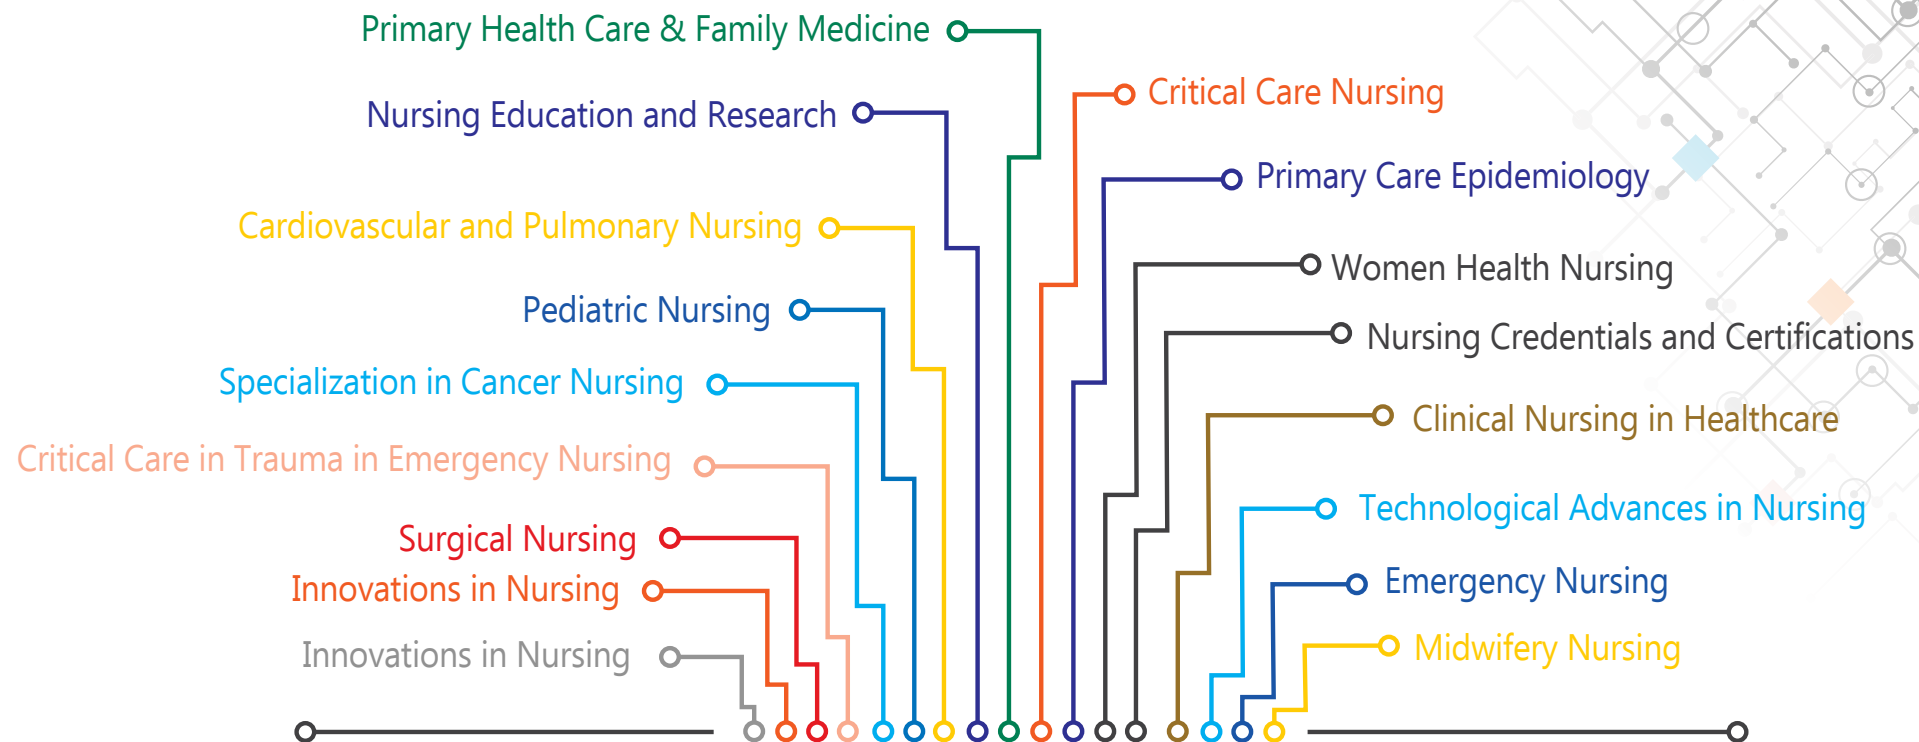 Primary Health Care & Family Medicine
Nursing Education and Research
Cardiovascular and Pulmonary Nursing
Pediatric Nursing
Specialization in Cancer Nursing
Critical Care in Trauma in Emergency Nursing
Surgical Nursing
Innovations in Nursing
Innovations in Nursing
Critical Care Nursing
Primary Care Epidemiology
Women Health Nursing
Nursing Credentials and Certifications
Clinical Nursing in Healthcare
Technological Advances in Nursing
Emergency Nursing
Midwifery Nursing